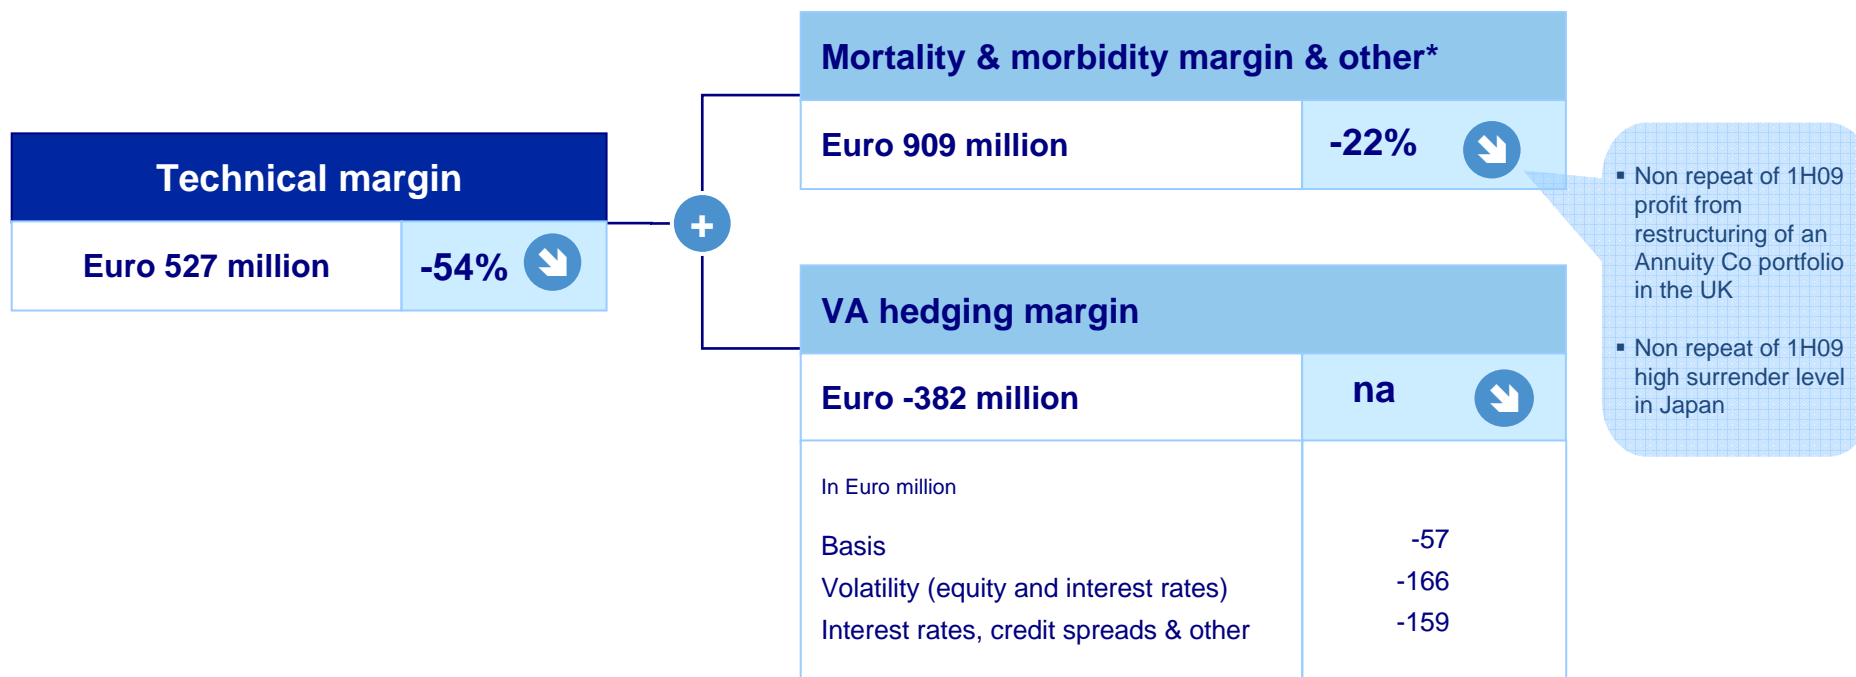 Technical margin
Euro 527 million
-54%
+
Mortality & morbidity margin & other*
Euro 909 million
-22%
▪ Non repeat of 1H09
profit from
restructuring of an
Annuity Co portfolio
in the UK
▪ Non repeat of 1H09
high surrender level
in Japan
VA hedging margin
Euro -382 million
na
In Euro million
Basis -57
Volatility (equity and interest rates) -166
Interest rates, credit spreads & other -159